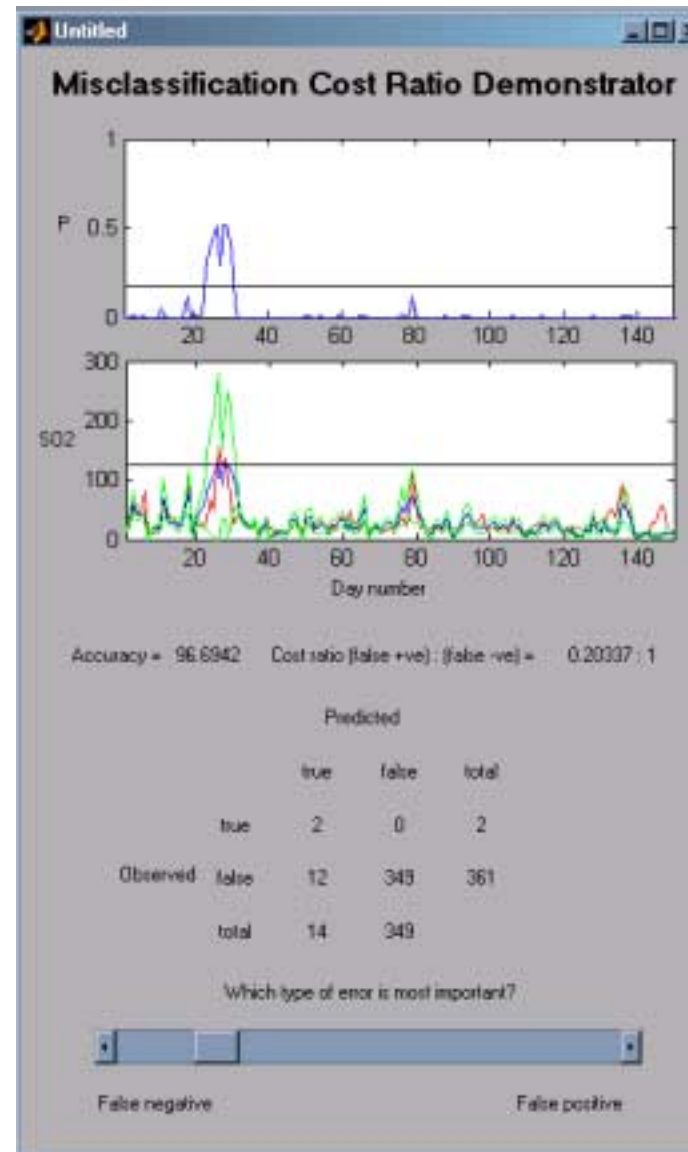 Untitled
Misclassification Cost Ratio Demonstrator
1
P 0.5
0
20 40 60 80 100 120 140
300
200
SO2
100
0
20 40 60 80 100 120 140
Day number
Accuracy = 96.6942 Cost ratio (false +ve) : (false -ve) = 0.20337 : 1
Predicted
true false total
true 2 0 2
Observed false 12 349 361
total 14 349
Which type of error is most important?
False negative False positive